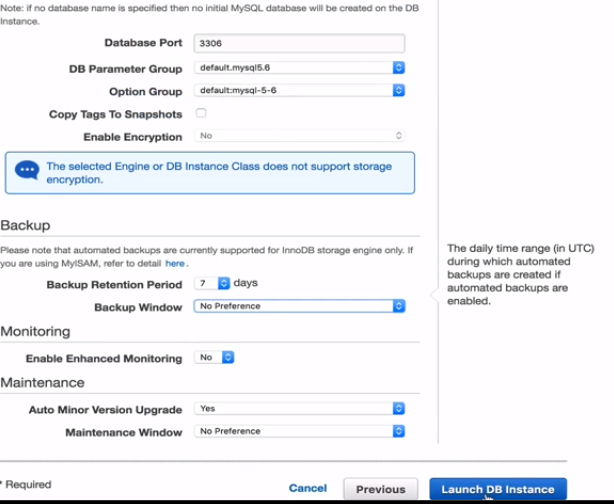 Note: if no database name is specified then no initial MySQL database will be created on the DB
Instance.
Database Port 3306
DB Parameter Group default.mysql5.6
Option Group default:mysql-5-6
Copy Tags To Snapshots
Enable Encryption No
The selected Engine or DB Instance Class does not support storage
encryption.
Backup
Please note that automated backups are currently supported for InnoDB storage engine only. If
you are using MyISAM, refer to detail here.
Backup Retention Period 7 days
Backup Window No Preference
The daily time range (in UTC)
during which automated
backups are created if
automated backups are
enabled.
Monitoring
Enable Enhanced Monitoring No
Maintenance
Auto Minor Version Upgrade Yes
Maintenance Window No Preference
* Required
Cancel
Previous
Launch DB Instance